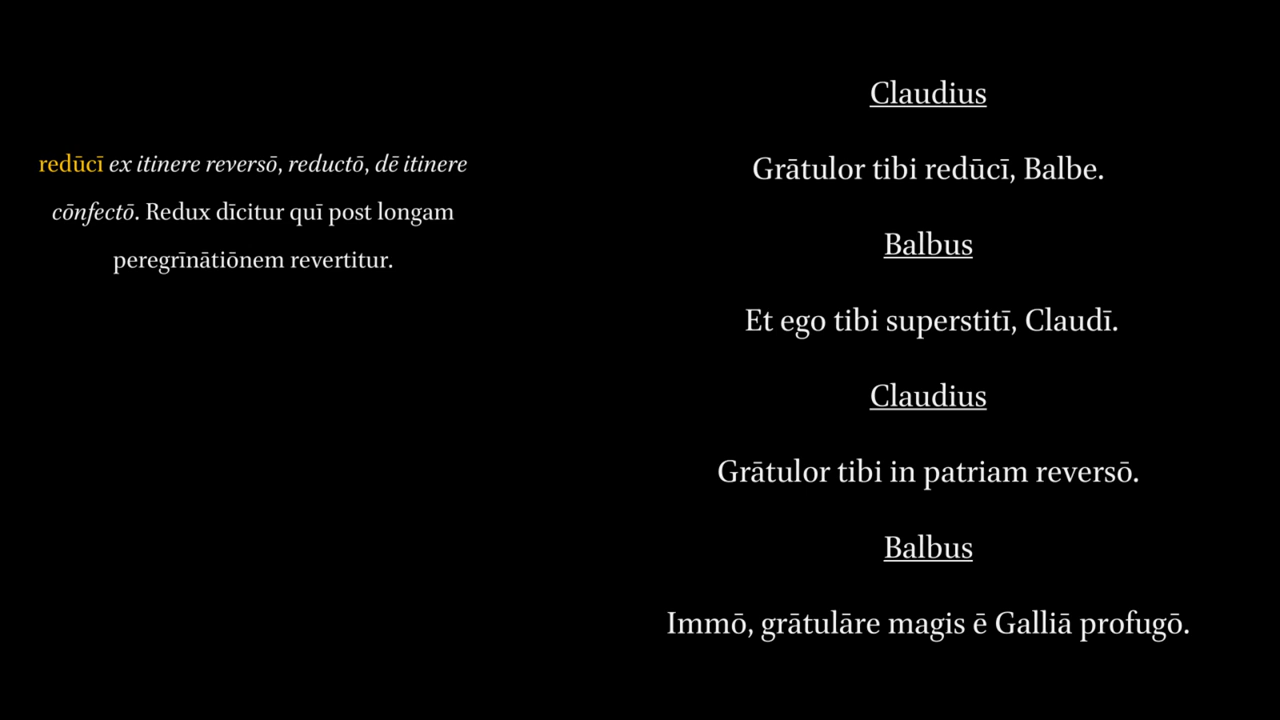 redūcī ex itinere reversō, reductō, dē itinere
cōnfectō. Redux dīcitur quī post longam
peregrīnātiōnem revertitur.
Claudius
Grātulor tibi redūcī, Balbe.
Balbus
Et ego tibi superstitī, Claudī.
Claudius
Grātulor tibi in patriam reversō.
Balbus
Immō, grātulāre magis ē Galliā profugō.